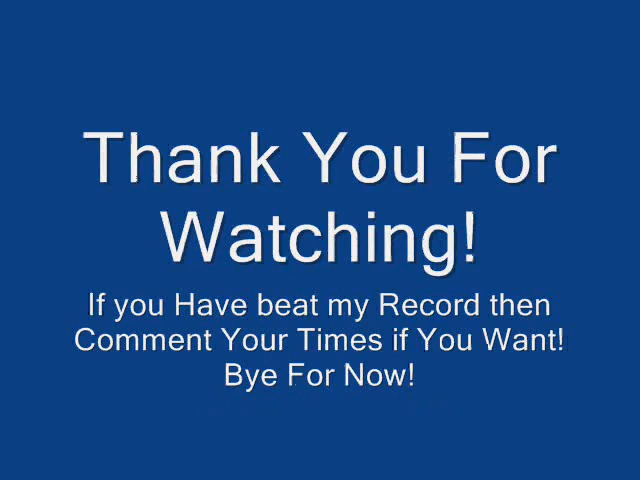 Thank You For
Watching!
If you Have beat my Record then
Comment Your Times if You Want!
Bye For Now!